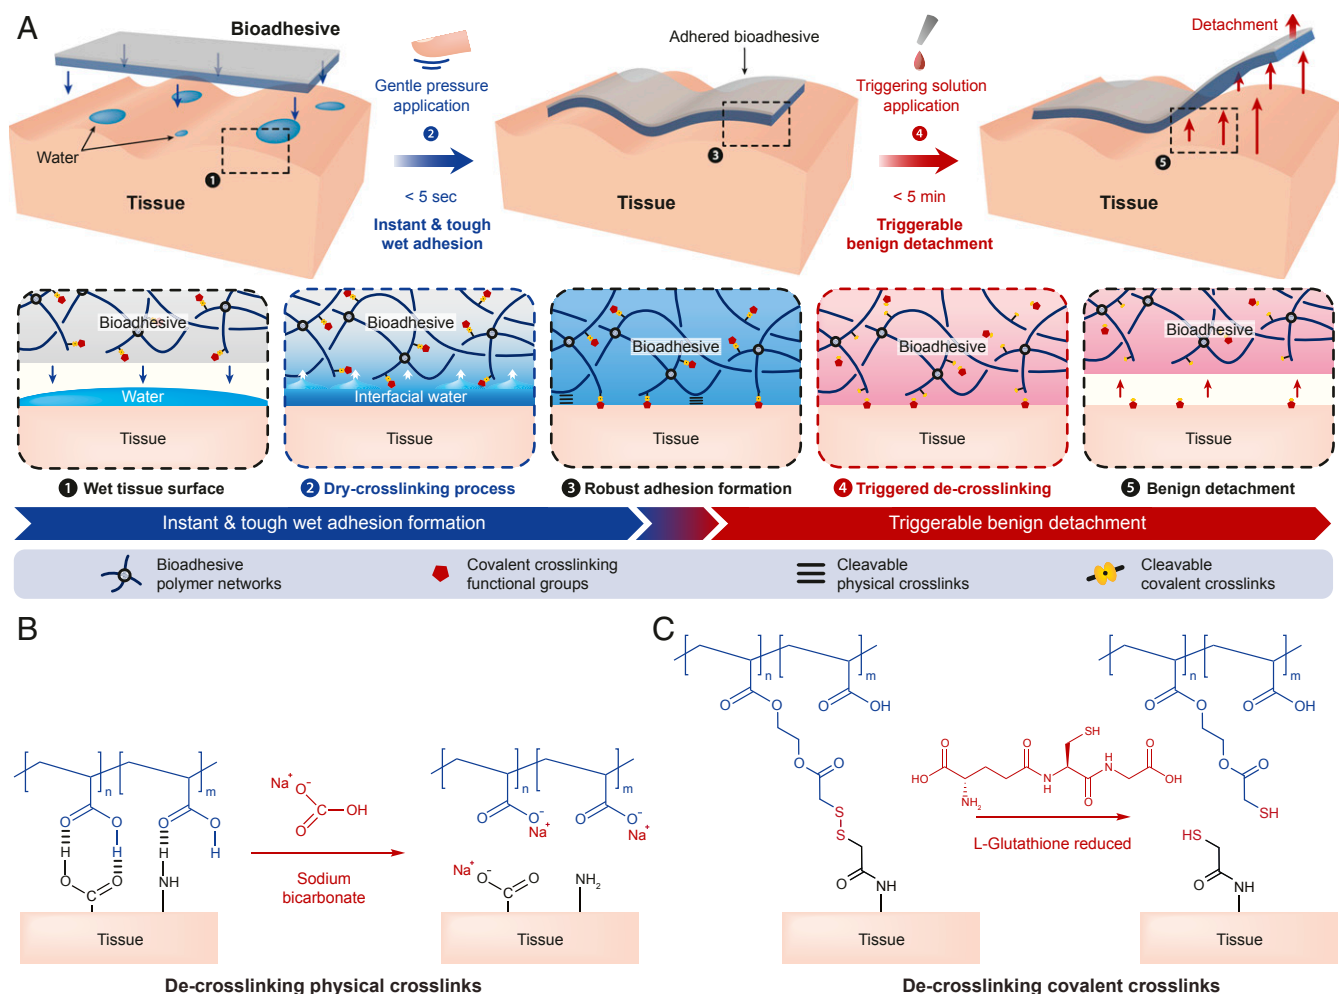 A
Bioadhesive
Water
Tissue
1
Gentle pressure
application
2
< 5 sec
Instant & tough
wet adhesion
Adhered bioadhesive
3
Tissue
Triggering solution
application
4
< 5 min
Triggerable
benign detachment
Detachment
5
Tissue
Bioadhesive
Water
Tissue
Bioadhesive
Interfacial water
Tissue
Bioadhesive
Tissue
Bioadhesive
Tissue
Bioadhesive
Tissue
1 Wet tissue surface
2 Dry-crosslinking process
3 Robust adhesion formation
4 Triggered de-crosslinking
5 Benign detachment
Instant & tough wet adhesion formation
Triggerable benign detachment
Bioadhesive
polymer networks
Covalent crosslinking
functional groups
Cleavable
physical crosslinks
Cleavable
covalent crosslinks
B
n
m
O
O
O
O
H
H
H
H
O
C
O
NH
Tissue
Na+
O-
C
OH
O
Sodium
bicarbonate
n
m
O
O-
Na+
O
O-
Na+
Na+
O-
C
O
NH2
Tissue
De-crosslinking physical crosslinks
C
n
m
O
O
O
OH
O
O
S
S
O
NH
Tissue
SH
O
HO
NH2
O
N
H
O
H
N
O
OH
L-Glutathione reduced
n
m
O
O
O
OH
O
O
SH
HS
O
NH
Tissue
De-crosslinking covalent crosslinks